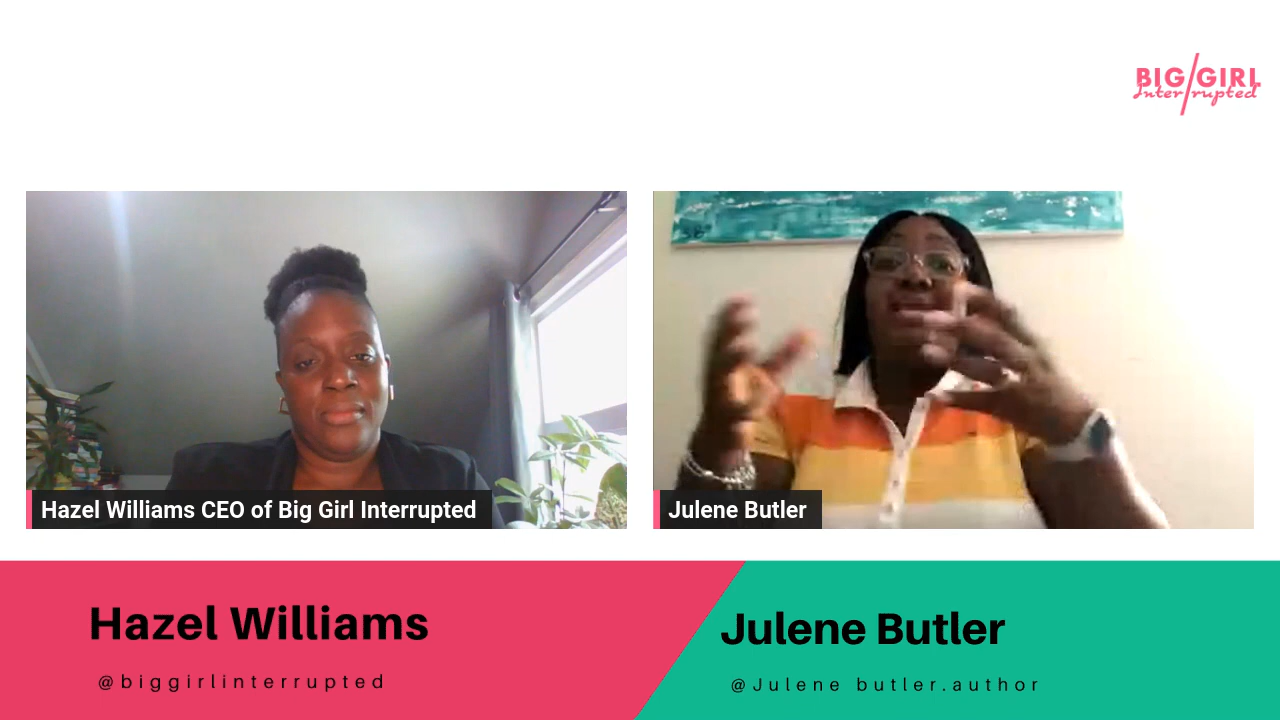 BIG/GIRL
Interrupted
Hazel Williams CEO of Big Girl Interrupted
Julene Butler
Hazel Williams
Julene Butler
@biggirlinterrupted
@Julene butler.author